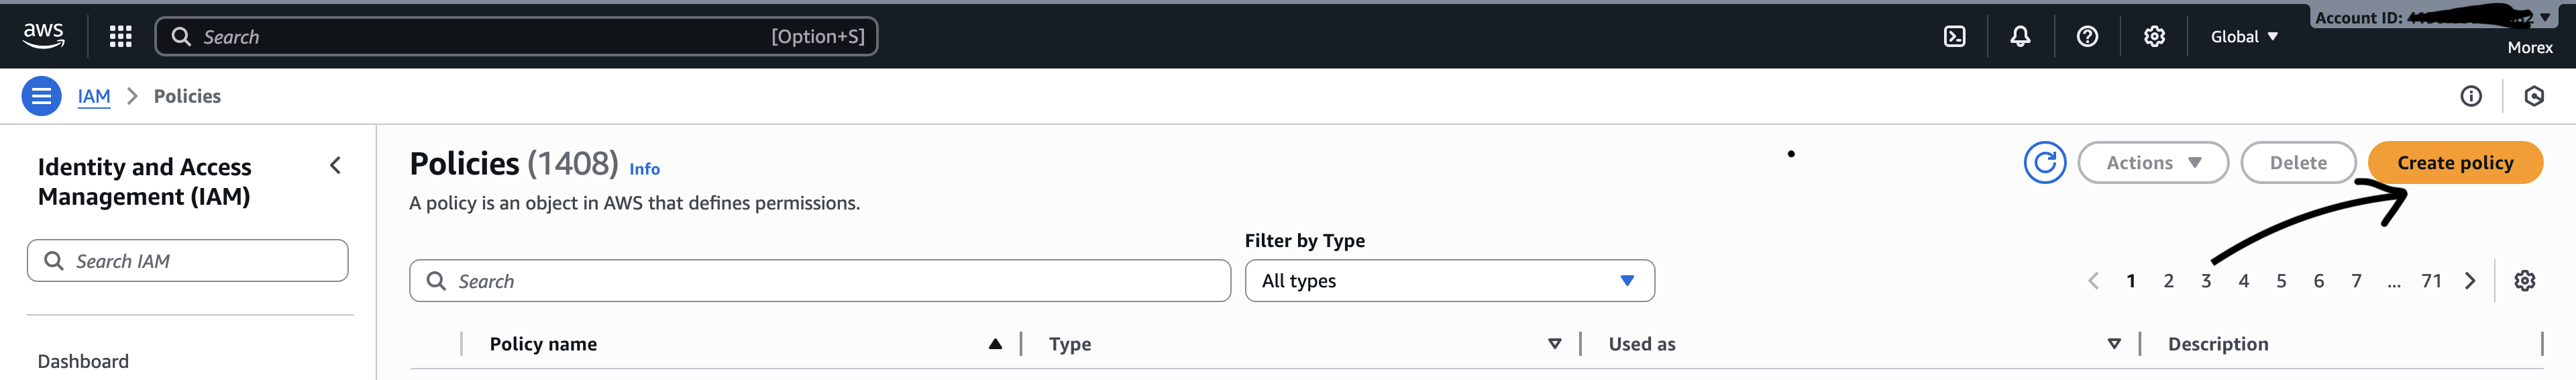 aws
Search [Option+S]
Global
Account ID:
Morex
IAM > Policies
Identity and Access
Management (IAM)
Search IAM
Dashboard
Policies (1408) Info
A policy is an object in AWS that defines permissions.
Actions
Delete
Create policy
Filter by Type
Search
All types
1 2 3 4 5 6 7 ... 71
Policy name
Type
Used as
Description